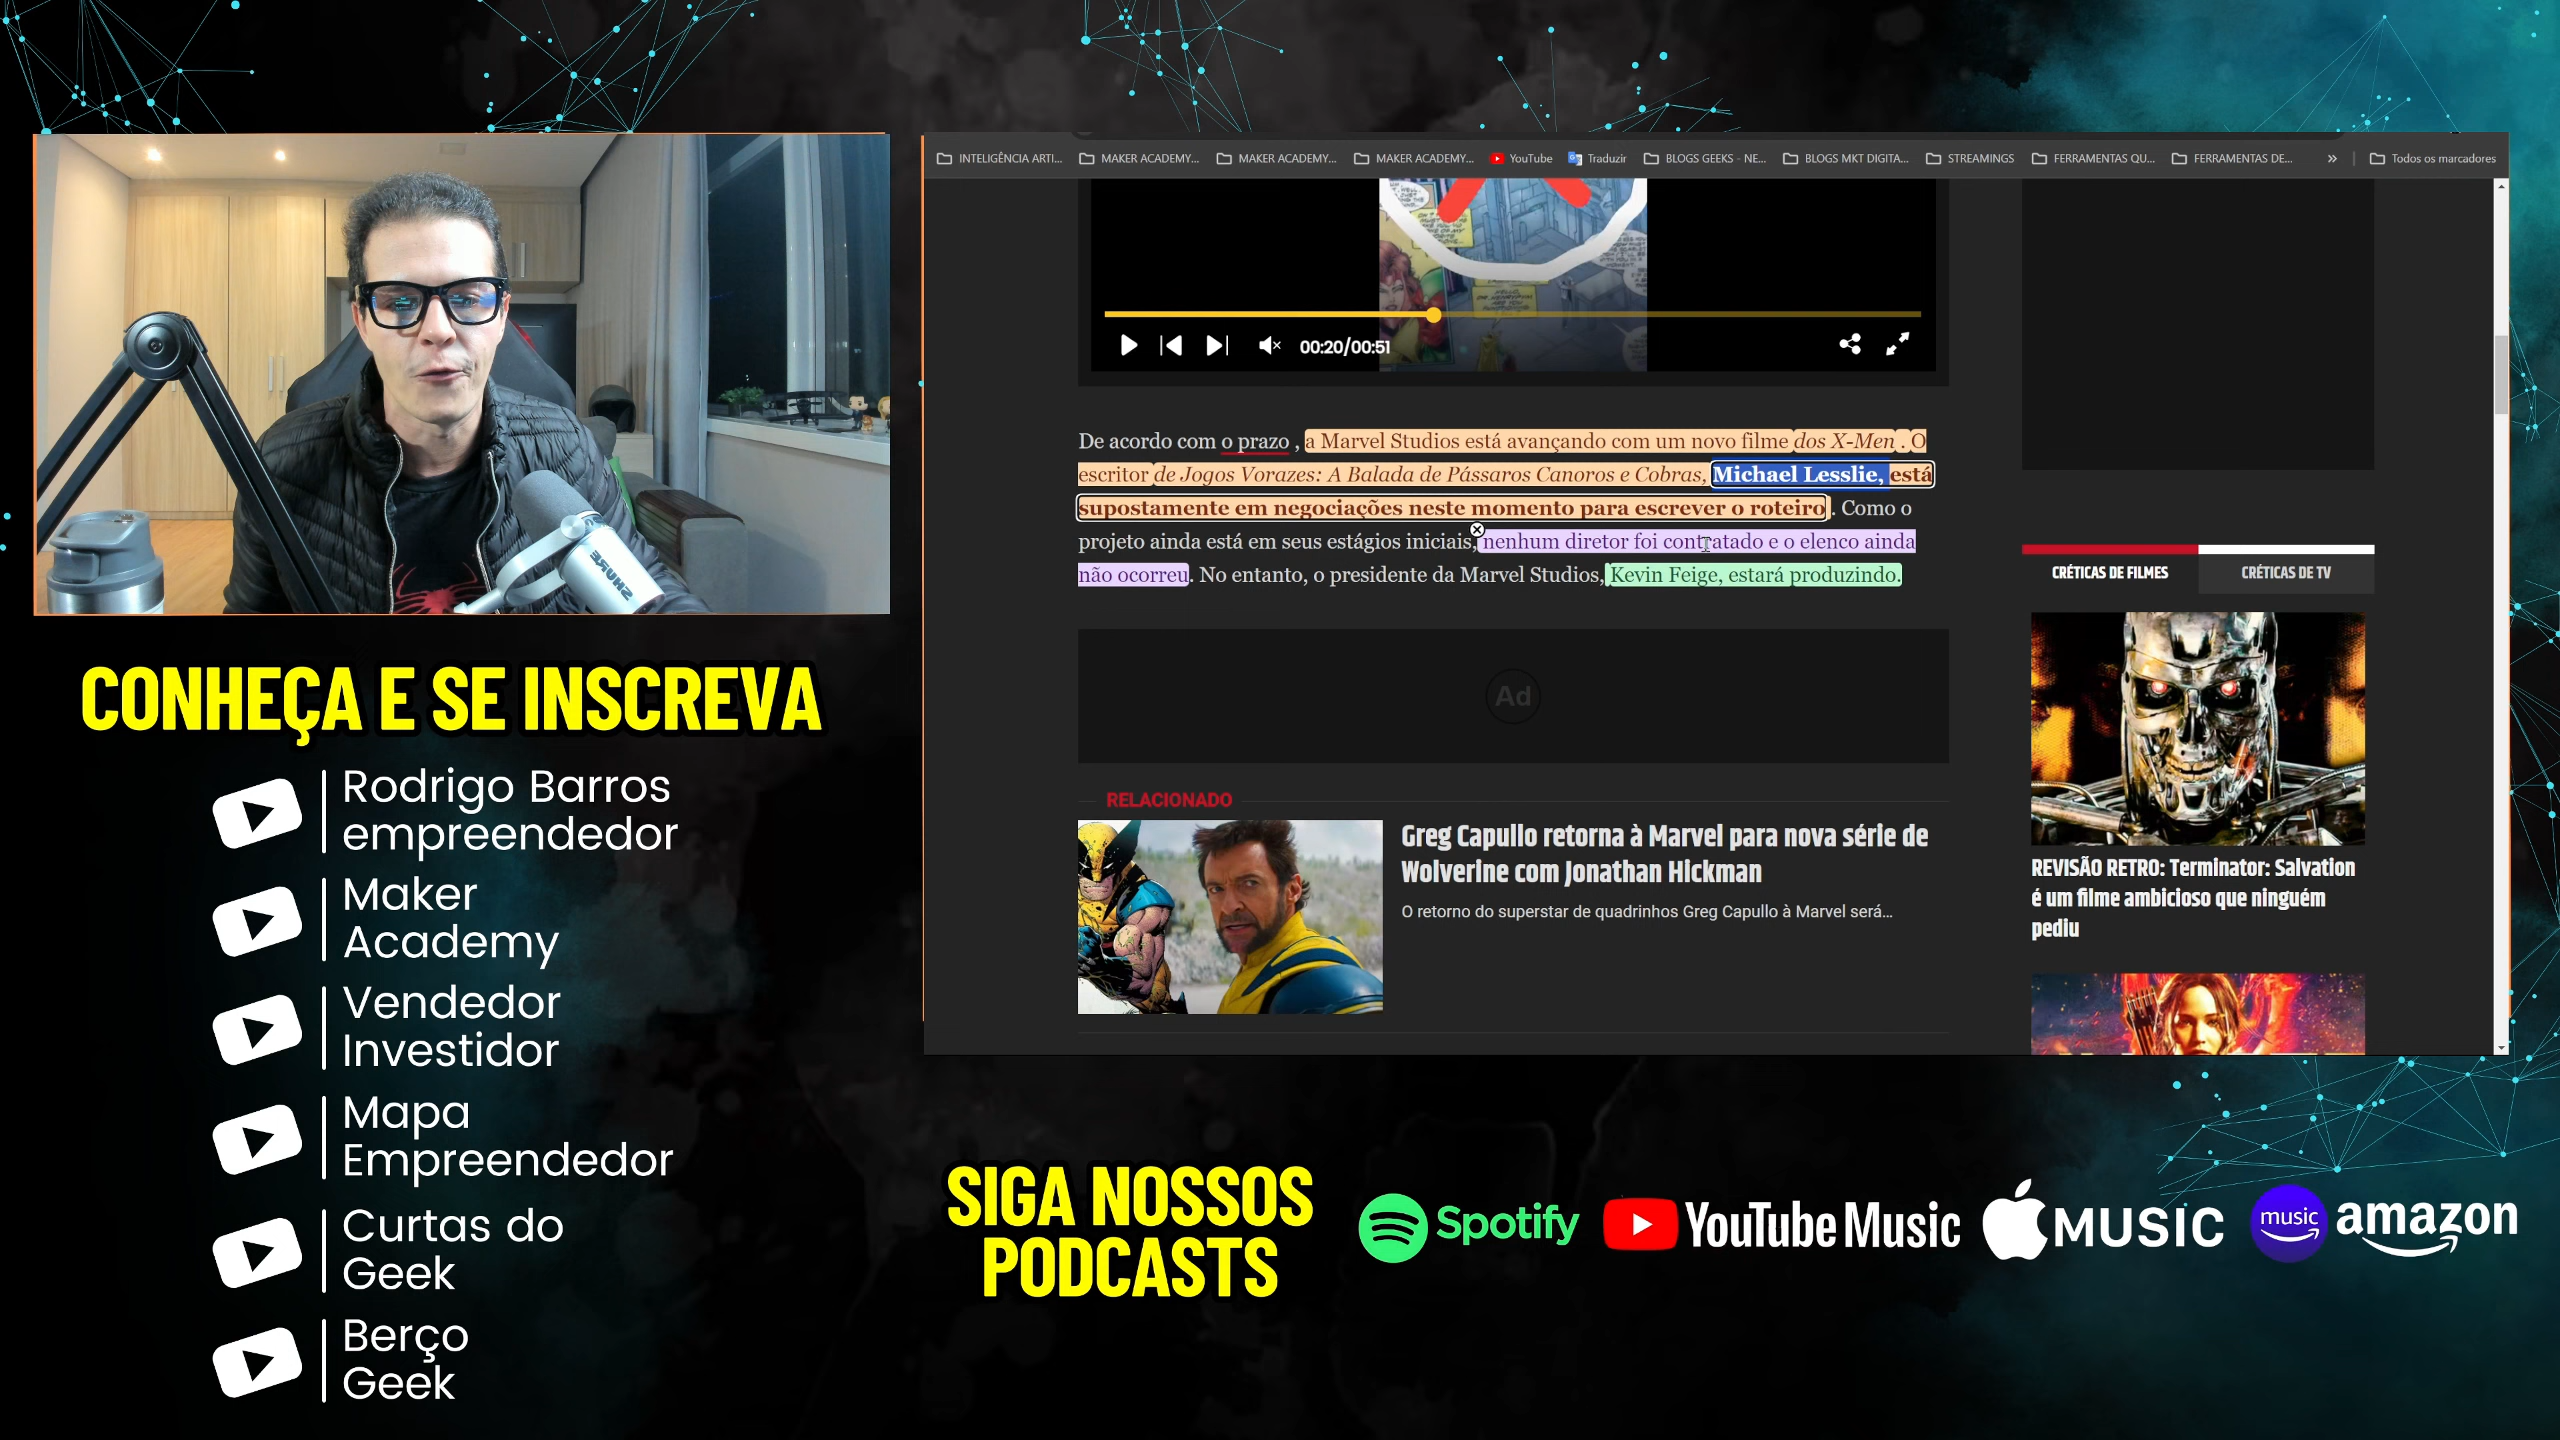 INTELIGÊNCIA ARTI...
MAKER ACADEMY...
MAKER ACADEMY...
MAKER ACADEMY...
YouTube
Traduzir
BLOGS GEEKS - NE...
BLOGS MKT DIGITA...
STREAMINGS
FERRAMENTAS QU...
FERRAMENTAS DE...
»
Todos os marcadores
00:20/00:51
De acordo com o prazo , a Marvel Studios está avançando com um novo filme dos X-Men . O
escritor de Jogos Vorazes: A Balada de Pássaros Canoros e Cobras, Michael Lesslie, está
supostamente em negociações neste momento para escrever o roteiro . Como o
projeto ainda está em seus estágios iniciais, nenhum diretor foi contratado e o elenco ainda
não ocorreu. No entanto, o presidente da Marvel Studios, Kevin Feige, estará produzindo.
Ad
RELACIONADO
Greg Capullo retorna à Marvel para nova série de
Wolverine com Jonathan Hickman
O retorno do superstar de quadrinhos Greg Capullo à Marvel será...
CRÉTICAS DE FILMES
CRÉTICAS DE TV
REVISÃO RETRO: Terminator: Salvation
é um filme ambicioso que ninguém
pediu
SHURE
CONHEÇA E SE INSCREVA
Rodrigo Barros
empreendedor
Maker
Academy
Vendedor
Investidor
Mapa
Empreendedor
Curtas do
Geek
Berço
Geek
SIGA NOSSOS
PODCASTS
Spotify
YouTube Music
MUSIC
music
amazon